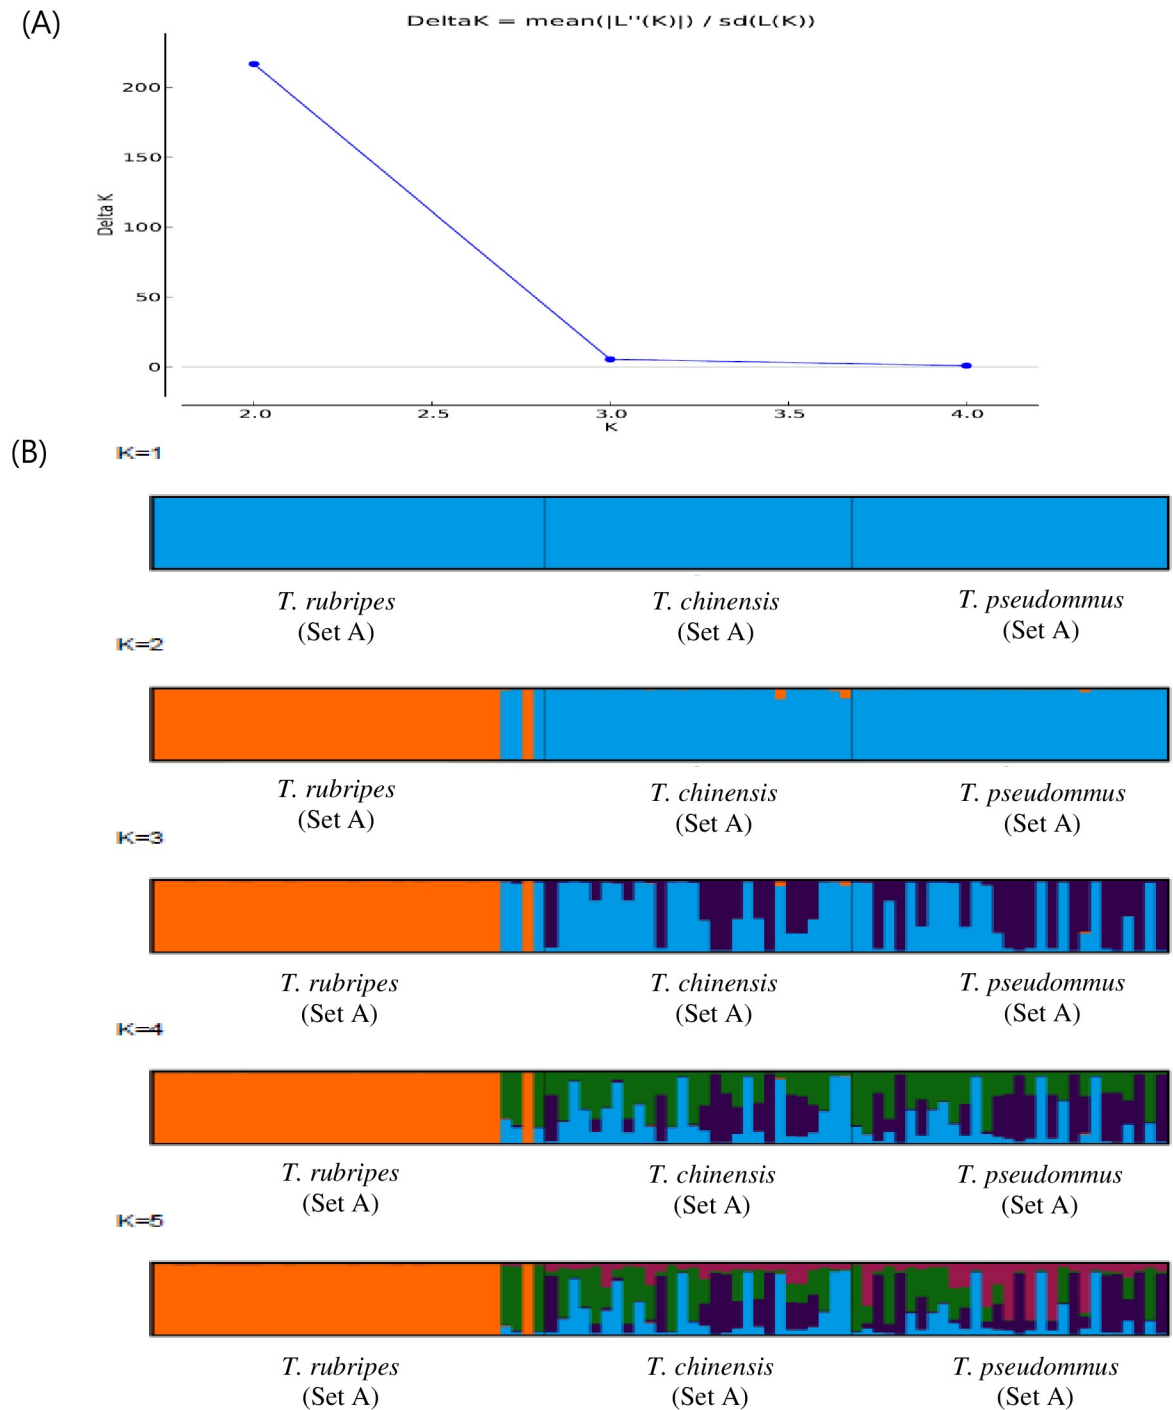 (A)
DeltaK = mean(|L''(K)|) / sd(L(K))
Delta K
200
150
100
50
0
2.0 2.5 3.0 3.5 4.0
K
(B)
K=1
T. rubripes T. chinensis T. pseudommus
(Set A) (Set A) (Set A)
K=2
T. rubripes T. chinensis T. pseudommus
(Set A) (Set A) (Set A)
K=3
T. rubripes T. chinensis T. pseudommus
(Set A) (Set A) (Set A)
K=4
T. rubripes T. chinensis T. pseudommus
(Set A) (Set A) (Set A)
K=5
T. rubripes T. chinensis T. pseudommus
(Set A) (Set A) (Set A)